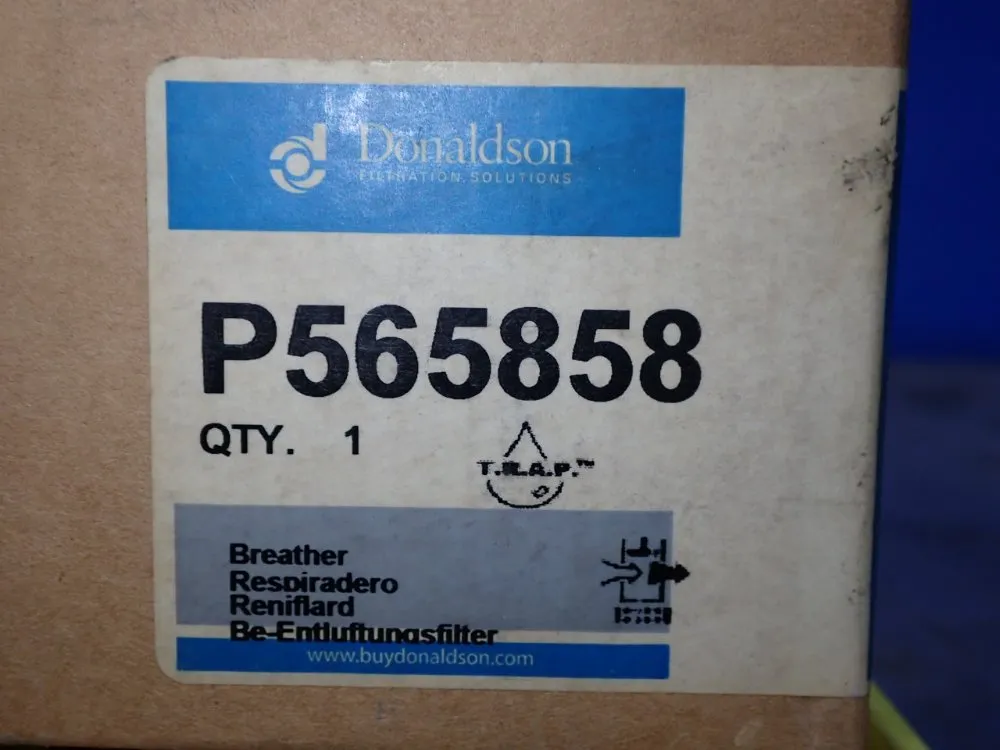 Donaldson
FILTRATION SOLUTIONS
P565858
QTY. 1
T.R.A.P.™
Breather
Respiradero
Reniflard
Be-Entluftungsfilter
www.buydonaldson.com